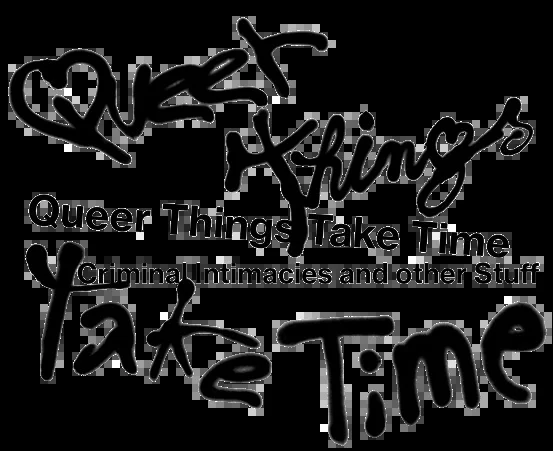 Queer
Things
Queer Things Take Time
Criminal Intimacies and other Stuff
Take Time